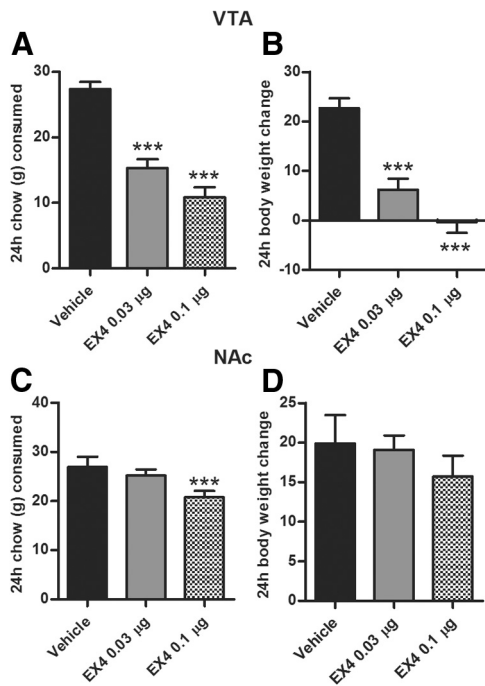 VTA
A
24h chow (g) consumed
30
20
10
0
***
***
Vehicle
EX4 0.03 µg
EX4 0.1 µg
B
24h body weight change
30
20
10
0
-10
***
***
Vehicle
EX4 0.03 µg
EX4 0.1 µg
NAc
C
24h chow (g) consumed
40
30
20
10
0
***
Vehicle
EX4 0.03 µg
EX4 0.1 µg
D
24h body weight change
25
20
15
10
5
0
Vehicle
EX4 0.03 µg
EX4 0.1 µg